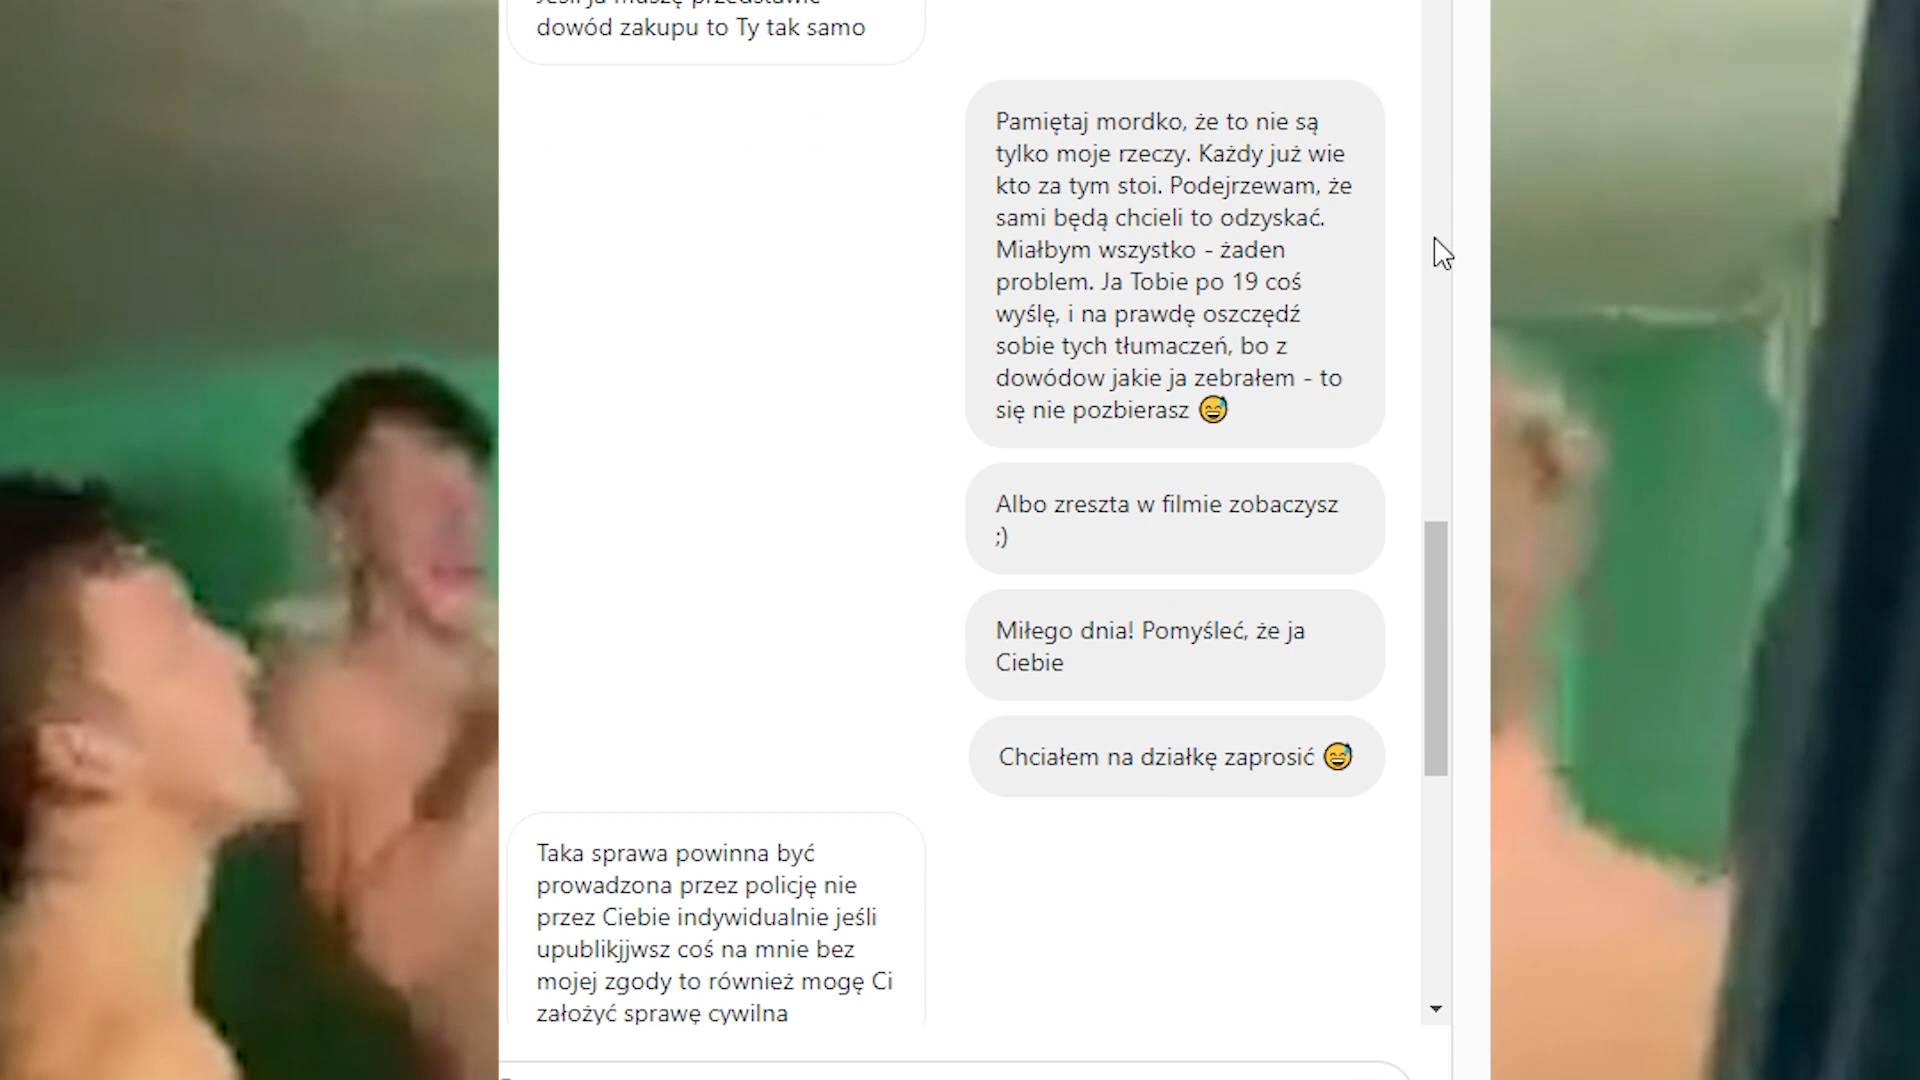 dowód zakupu to Ty tak samo
Pamiętaj mordko, że to nie są
tylko moje rzeczy. Każdy już wie
kto za tym stoi. Podejrzewam, że
sami będą chcieli to odzyskać.
Miałbym wszystko - żaden
problem. Ja Tobie po 19 coś
wyślę, i na prawdę oszczędź
sobie tych tłumaczeń, bo z
dowódow jakie ja zebrałem - to
się nie pozbierasz 😅
Albo zreszta w filmie zobaczysz
;)
Miłego dnia! Pomyśleć, że ja
Ciebie
Chciałem na działkę zaprosić 😅
Taka sprawa powinna być
prowadzona przez policję nie
przez Ciebie indywidualnie jeśli
upublikjjwsz coś na mnie bez
mojej zgody to również mogę Ci
założyć sprawę cywilna